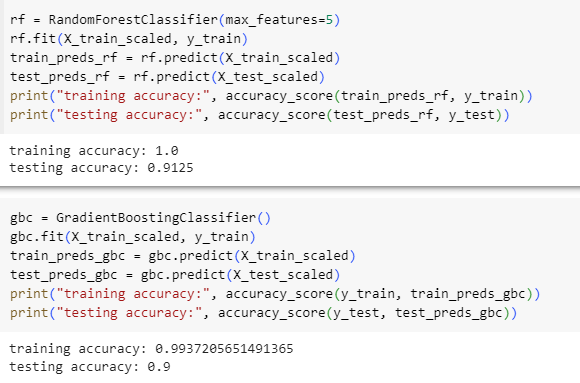 rf = RandomForestClassifier(max_features=5)
rf.fit(X_train_scaled, y_train)
train_preds_rf = rf.predict(X_train_scaled)
test_preds_rf = rf.predict(X_test_scaled)
print("training accuracy:", accuracy_score(train_preds_rf, y_train))
print("testing accuracy:", accuracy_score(test_preds_rf, y_test))
training accuracy: 1.0
testing accuracy: 0.9125
gbc = GradientBoostingClassifier()
gbc.fit(X_train_scaled, y_train)
train_preds_gbc = gbc.predict(X_train_scaled)
test_preds_gbc = gbc.predict(X_test_scaled)
print("training accuracy:", accuracy_score(y_train, train_preds_gbc))
print("testing accuracy:", accuracy_score(y_test, test_preds_gbc))
training accuracy: 0.9937205651491365
testing accuracy: 0.9